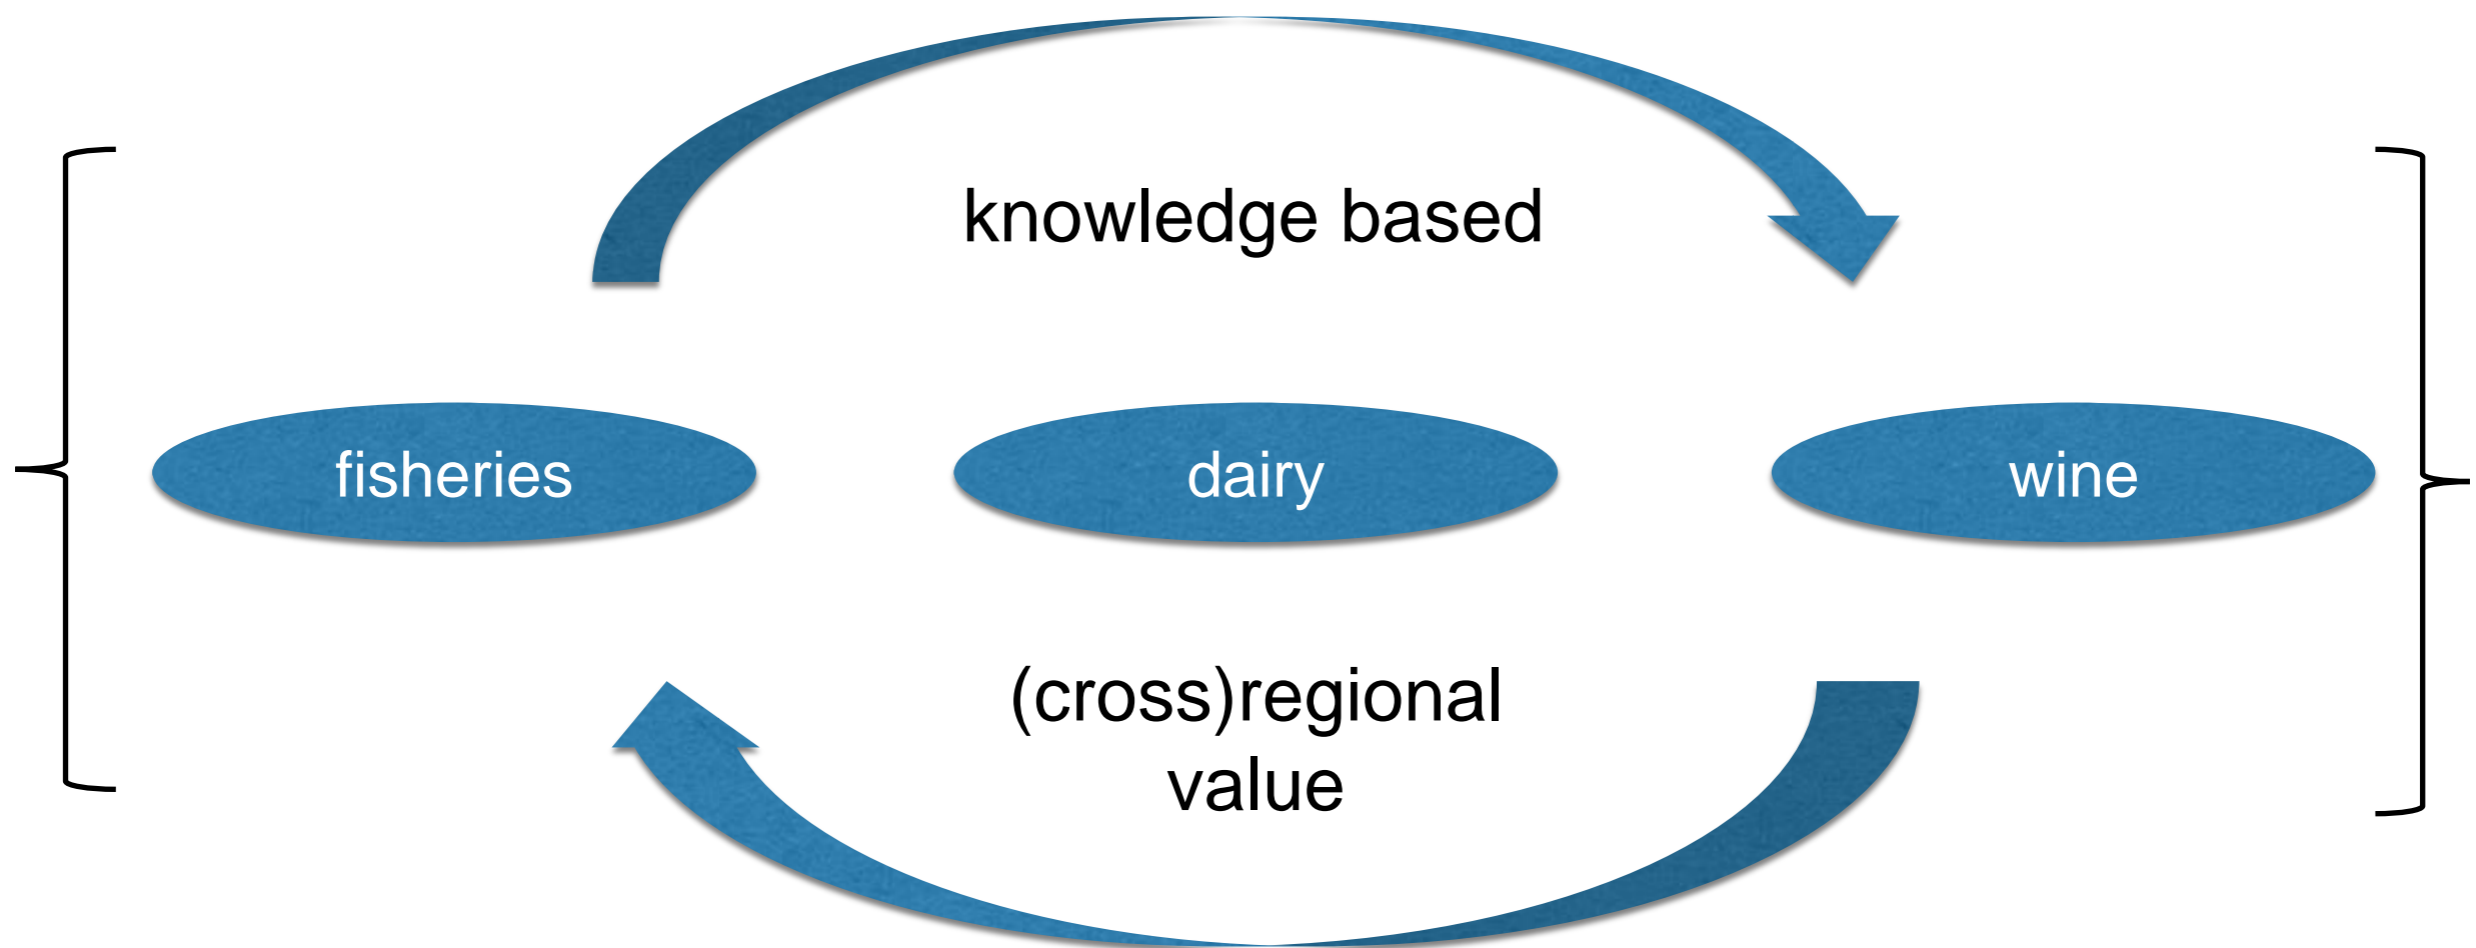 knowledge based
fisheries
dairy
wine
(cross)regional
value